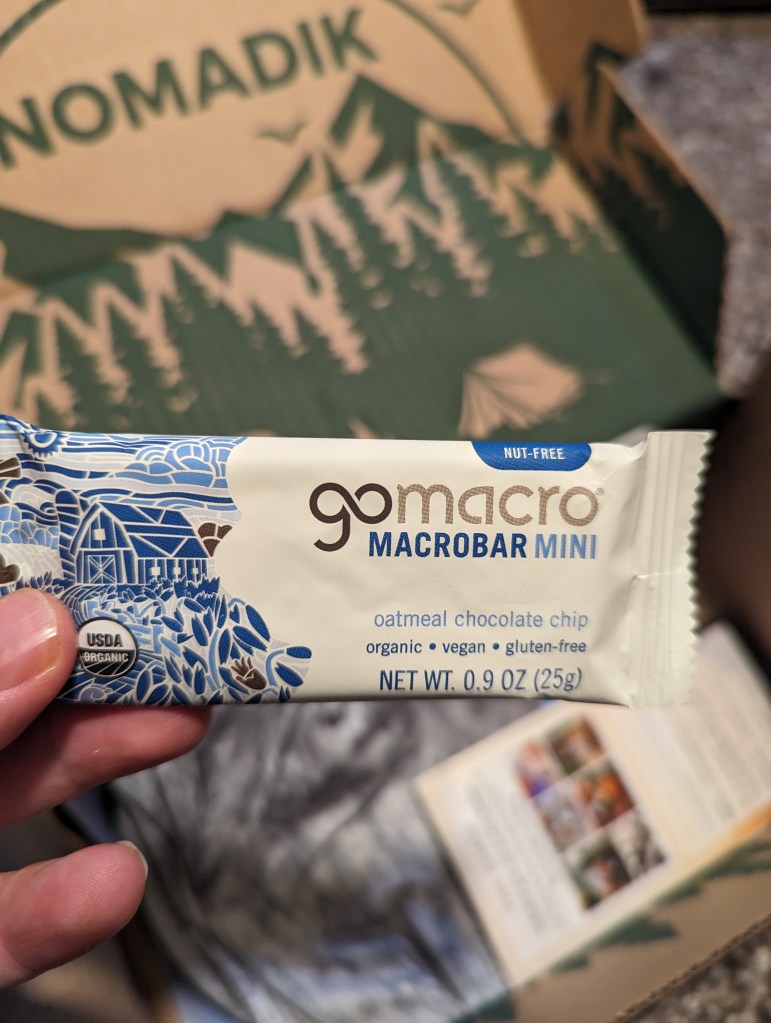 NOMADIK
NUT-FREE
gomacro®
MACROBAR MINI
oatmeal chocolate chip
organic • vegan • gluten-free
NET WT. 0.9 OZ (25g)
USDA
ORGANIC